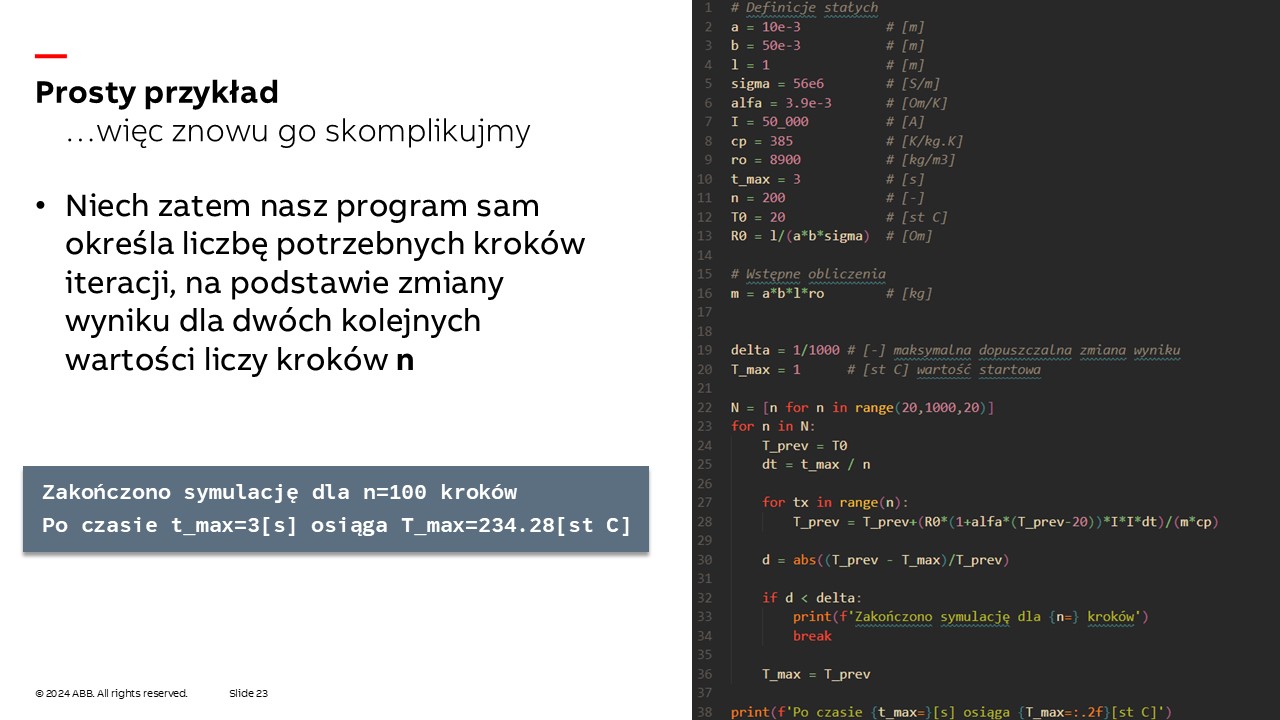 Prosty przykład
…więc znowu go skomplikujmy
• Niech zatem nasz program sam
określa liczbę potrzebnych kroków
iteracji, na podstawie zmiany
wyniku dla dwóch kolejnych
wartości liczy kroków n
Zakończono symulację dla n=100 kroków
Po czasie t_max=3[s] osiąga T_max=234.28[st C]
© 2024 ABB. All rights reserved. Slide 23
1 # Definicje stałych
2 a = 10e-3 # [m]
3 b = 50e-3 # [m]
4 l = 1 # [m]
5 sigma = 56e6 # [S/m]
6 alfa = 3.9e-3 # [Om/K]
7 I = 50_000 # [A]
8 cp = 385 # [K/kg.K]
9 ro = 8900 # [kg/m3]
10 t_max = 3 # [s]
11 n = 200 # [-]
12 T0 = 20 # [st C]
13 R0 = l/(a*b*sigma) # [Om]
14
15 # Wstępne obliczenia
16 m = a*b*l*ro # [kg]
17
18
19 delta = 1/1000 # [-] maksymalna dopuszczalna zmiana wyniku
20 T_max = 1 # [st C] wartość startowa
21
22 N = [n for n in range(20,1000,20)]
23 for n in N:
24 T_prev = T0
25 dt = t_max / n
26
27 for tx in range(n):
28 T_prev = T_prev+(R0*(1+alfa*(T_prev-20))*I*I*dt)/(m*cp)
29
30 d = abs((T_prev - T_max)/T_prev)
31
32 if d < delta:
33 print(f'Zakończono symulację dla {n=} kroków')
34 break
35
36 T_max = T_prev
37
38 print(f'Po czasie {t_max=}[s] osiąga {T_max=:.2f}[st C]')